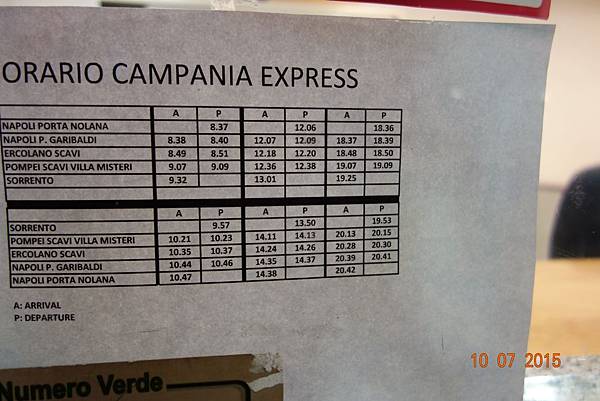 ORARIO CAMPANIA EXPRESS
A P A P A P
NAPOLI PORTA NOLANA 8.37 12.06 18.36
NAPOLI P. GARIBALDI 8.38 8.40 12.07 12.09 18.37 18.39
ERCOLANO SCAVI 8.49 8.51 12.18 12.20 18.48 18.50
POMPEI SCAVI VILLA MISTERI 9.07 9.09 12.36 12.38 19.07 19.09
SORRENTO 9.32 13.01 19.25
A P A P A P
SORRENTO 9.57 13.50 19.53
POMPEI SCAVI VILLA MISTERI 10.21 10.23 14.11 14.13 20.13 20.15
ERCOLANO SCAVI 10.35 10.37 14.24 14.26 20.28 20.30
NAPOLI P. GARIBALDI 10.44 10.46 14.35 14.37 20.39 20.41
NAPOLI PORTA NOLANA 10.47 14.38 20.42
A: ARRIVAL
P: DEPARTURE
Numero Verde
10 07 2015